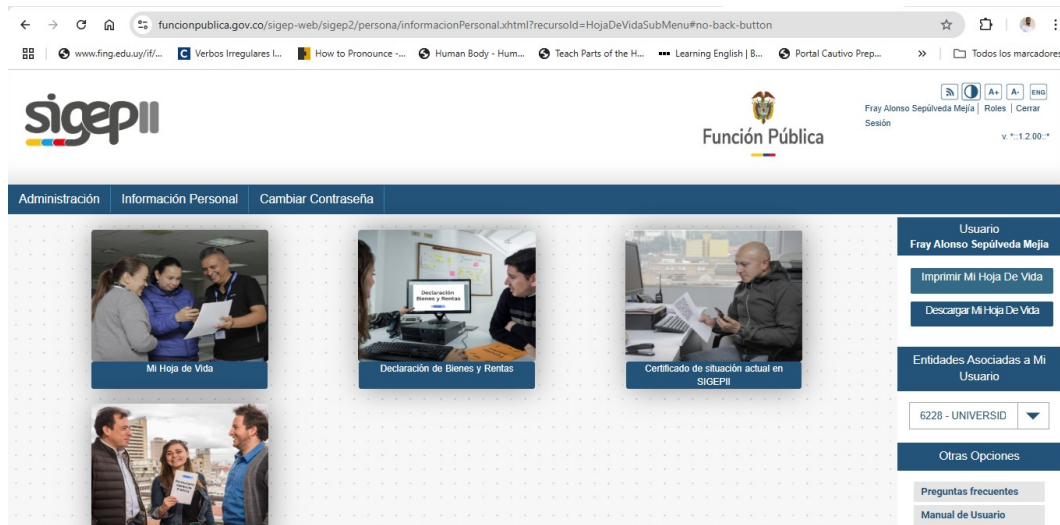 funcionpublica.gov.co/sigep-web/sigep2/persona/informacionPersonal.xhtml?recursoId=HojaDeVidaSubMenu#no-back-button
www.fing.edu.uy/if/...
Verbos Irregulares I...
How to Pronounce -...
Human Body - Hum...
Teach Parts of the H...
Learning English | B...
Portal Cautivo Prep...
»
Todos los marcadores
sigepII
Función Pública
A+ A- ENG
Fray Alonso Sepúlveda Mejía | Roles | Cerrar
Sesión
v. *::1.2.00::*
Administración
Información Personal
Cambiar Contraseña
Declaración
Bienes y Rentas
Mi Hoja de Vida
Declaración de Bienes y Rentas
Certificado de situación actual en
SIGEPII
Usuario
Fray Alonso Sepúlveda Mejía
Imprimir Mi Hoja De Vida
Descargar Mi Hoja De Vida
Entidades Asociadas a Mi
Usuario
6228 - UNIVERSID
Otras Opciones
Preguntas frecuentes
Manual de Usuario